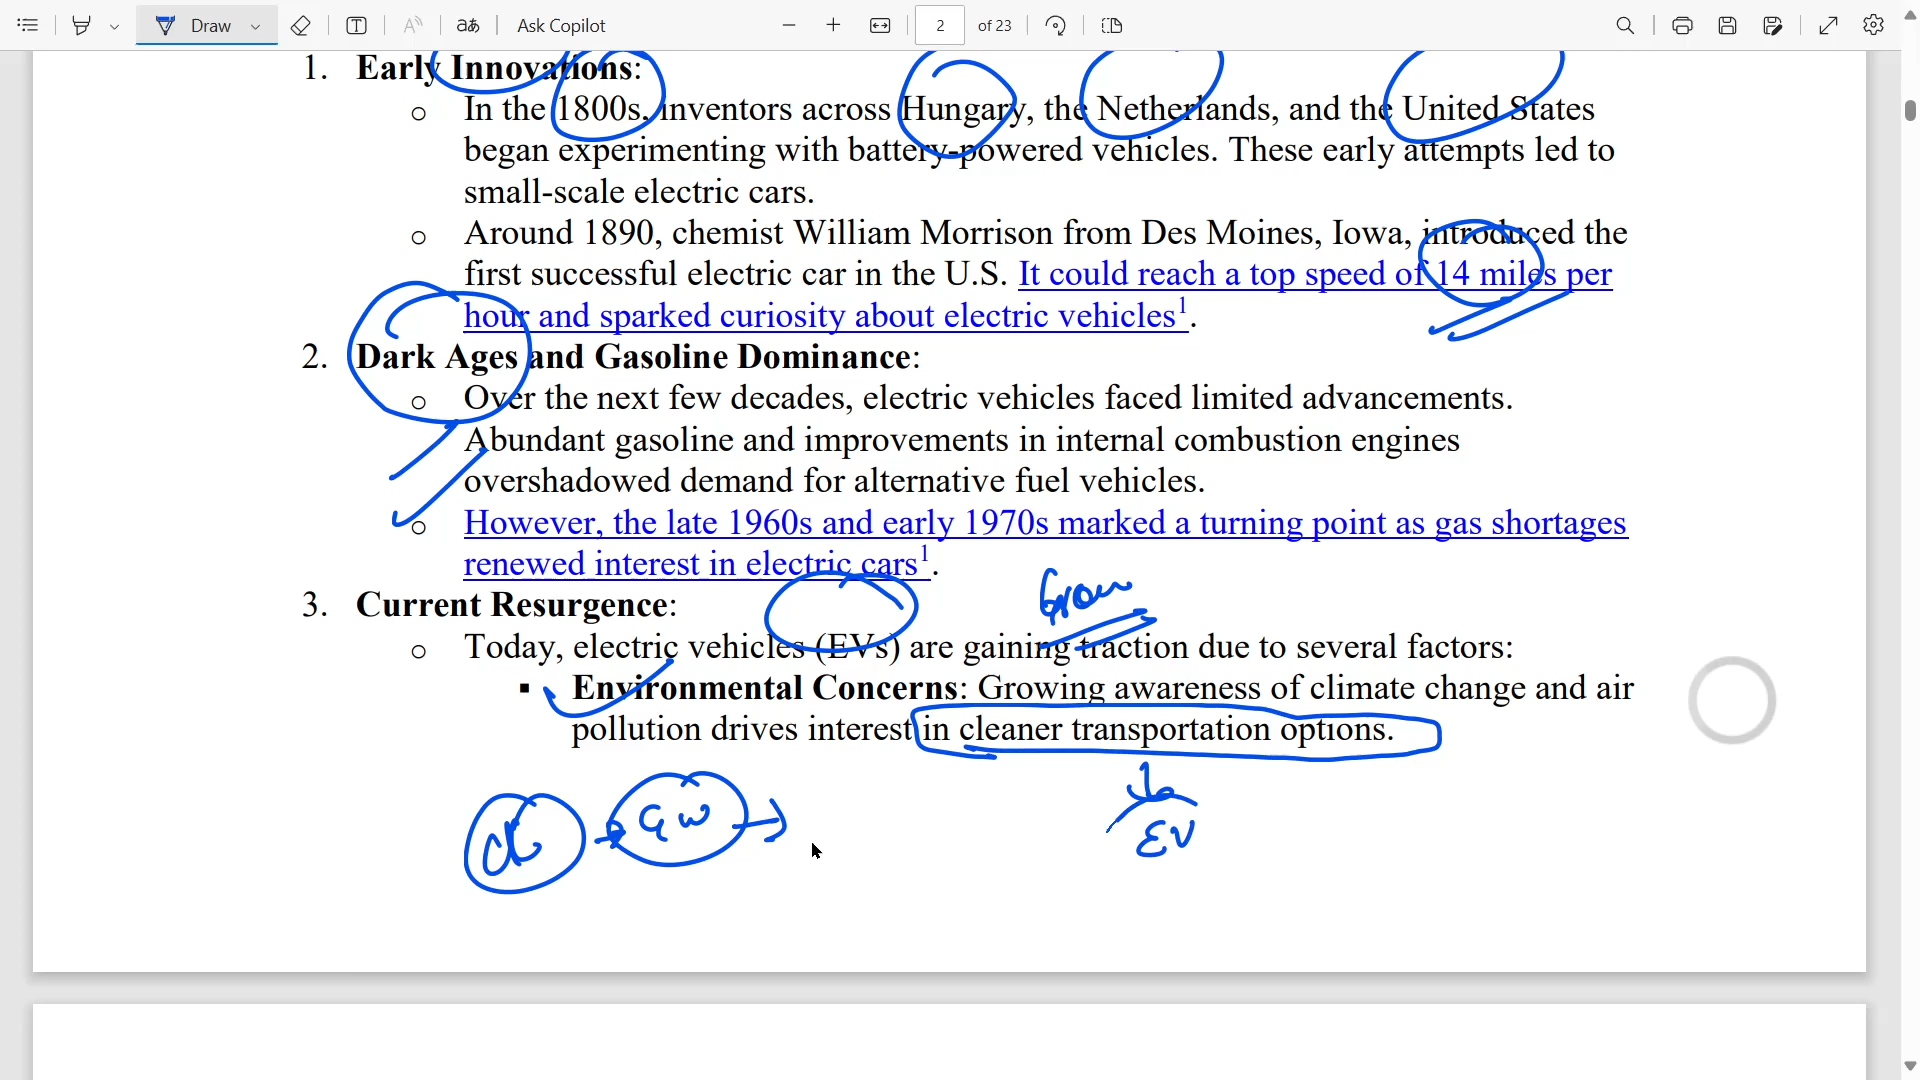 Draw
Ask Copilot
2 of 23
1. Early Innovations:
o In the 1800s, inventors across Hungary, the Netherlands, and the United States
began experimenting with battery-powered vehicles. These early attempts led to
small-scale electric cars.
o Around 1890, chemist William Morrison from Des Moines, Iowa, introduced the
first successful electric car in the U.S. It could reach a top speed of 14 miles per
hour and sparked curiosity about electric vehicles1.
2. Dark Ages and Gasoline Dominance:
o Over the next few decades, electric vehicles faced limited advancements.
Abundant gasoline and improvements in internal combustion engines
overshadowed demand for alternative fuel vehicles.
o However, the late 1960s and early 1970s marked a turning point as gas shortages
renewed interest in electric cars1.
3. Current Resurgence:
o Today, electric vehicles (EVs) are gaining traction due to several factors:
▪ Environmental Concerns: Growing awareness of climate change and air
pollution drives interest in cleaner transportation options.
GW
EV